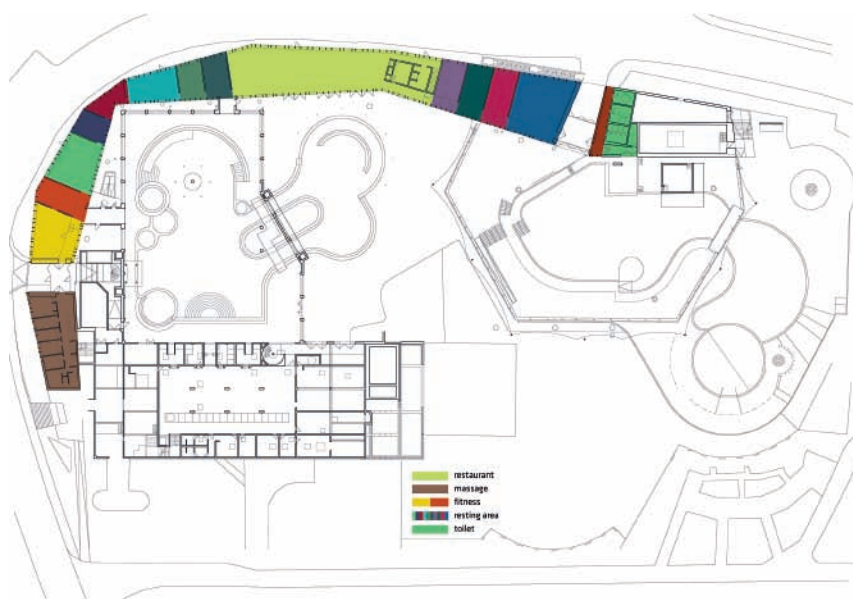 restaurant
massage
fitness
resting area
toilet